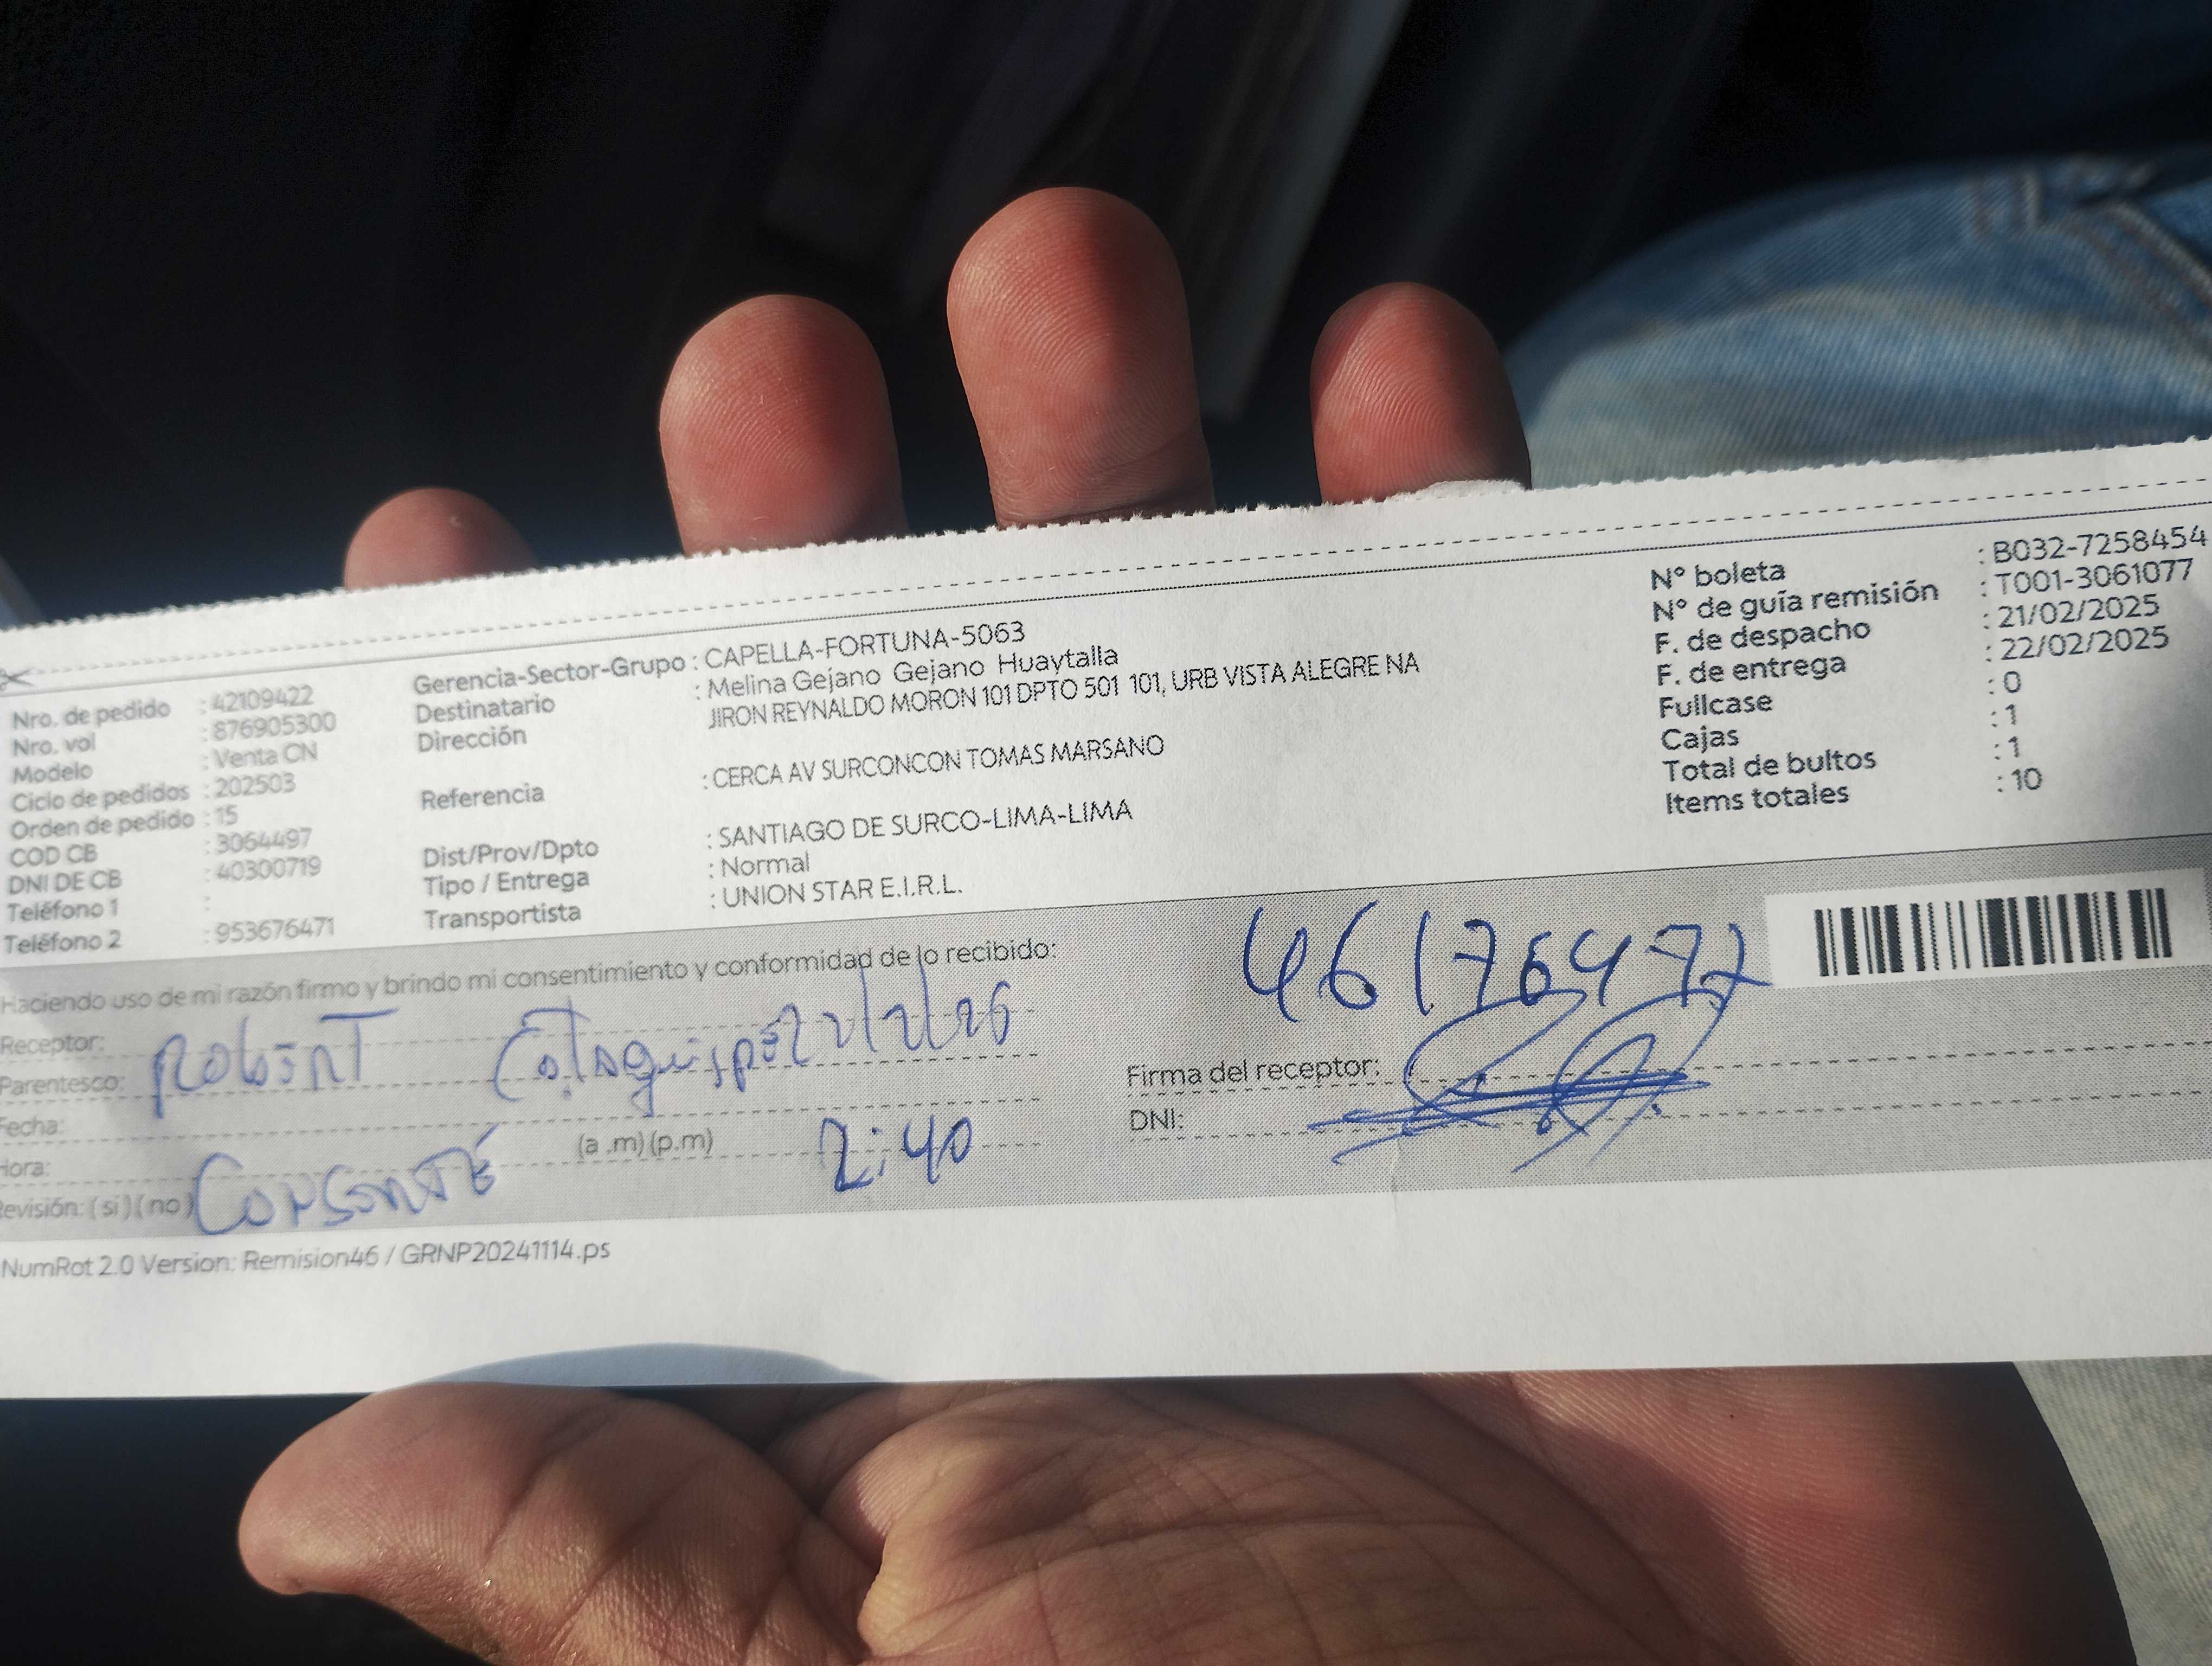 Nro. de pedido : 42109422
Nro. vol : 876905300
Modelo : Venta CN
Ciclo de pedidos : 202503
Orden de pedido : 15
COD CB : 3064497
DNI DE CB : 40300719
Teléfono 1 :
Teléfono 2 : 953676471
Gerencia-Sector-Grupo : CAPELLA-FORTUNA-5063
Destinatario : Melina Gejano Gejano Huaytalla
Dirección JIRON REYNALDO MORON 101 DPTO 501 101, URB VISTA ALEGRE NA
Referencia : CERCA AV SURCONCON TOMAS MARSANO
Dist/Prov/Dpto : SANTIAGO DE SURCO-LIMA-LIMA
Tipo / Entrega : Normal
Transportista : UNION STAR E.I.R.L.
N° boleta : B032-7258454
N° de guía remisión : T001-3061077
F. de despacho : 21/02/2025
F. de entrega : 22/02/2025
Fullcase : 0
Cajas : 1
Total de bultos : 1
Items totales : 10
Haciendo uso de mi razón firmo y brindo mi consentimiento y conformidad de lo recibido:
Receptor:
Parentesco:
Fecha:
Hora: (a .m) (p.m) 2:40
Revisión: ( si ) ( no )
46176477
Firma del receptor:
DNI:
NumRot 2.0 Version: Remision46 / GRNP20241114.ps